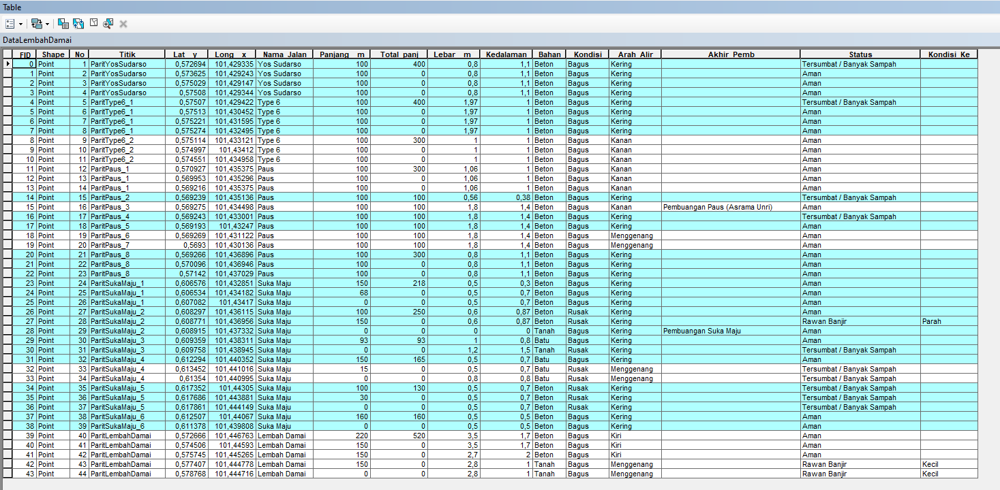 Table
DataLembahDamai
FID Shape No Titik Lat__y Long__x Nama_Jalan Panjang__m Total_panj Lebar__m Kedalaman Bahan Kondisi Arah_Alir Akhir_Pemb Status Kondisi_Ke
0 Point 1 ParitYosSudarso 0,572694 101,429335 Yos Sudarso 100 400 0,8 1,1 Beton Bagus Kering Tersumbat / Banyak Sampah
1 Point 2 ParitYosSudarso 0,573625 101,429243 Yos Sudarso 100 0 0,8 1,1 Beton Bagus Kering Aman
2 Point 3 ParitYosSudarso 0,575029 101,429147 Yos Sudarso 100 0 0,8 1,1 Beton Bagus Kering Aman
3 Point 4 ParitYosSudarso 0,57508 101,429344 Yos Sudarso 100 0 0,8 1,1 Beton Bagus Kering Aman
4 Point 5 ParitType6_1 0,57507 101,429422 Type 6 100 400 1,97 1 Beton Bagus Kering Tersumbat / Banyak Sampah
5 Point 6 ParitType6_1 0,57513 101,430452 Type 6 100 0 1,97 1 Beton Bagus Kering Aman
6 Point 7 ParitType6_1 0,575221 101,431595 Type 6 100 0 1,97 1 Beton Bagus Kering Aman
7 Point 8 ParitType6_1 0,575274 101,432495 Type 6 100 0 1,97 1 Beton Bagus Kering Aman
8 Point 9 ParitType6_2 0,575114 101,433121 Type 6 100 300 1 1 Beton Bagus Kanan Aman
9 Point 10 ParitType6_2 0,574997 101,43412 Type 6 100 0 1 1 Beton Bagus Kanan Aman
10 Point 11 ParitType6_2 0,574551 101,434958 Type 6 100 0 1 1 Beton Bagus Kanan Aman
11 Point 12 ParitPaus_1 0,570927 101,435375 Paus 100 300 1,06 1 Beton Bagus Kanan Aman
12 Point 13 ParitPaus_1 0,569953 101,435296 Paus 100 0 1,06 1 Beton Bagus Kanan Aman
13 Point 14 ParitPaus_1 0,569216 101,435375 Paus 100 0 1,06 1 Beton Bagus Kanan Aman
14 Point 15 ParitPaus_2 0,569239 101,435136 Paus 100 100 0,56 0,38 Beton Bagus Kering Tersumbat / Banyak Sampah
15 Point 16 ParitPaus_3 0,569275 101,434498 Paus 100 100 1,8 1,4 Beton Bagus Kanan Pembuangan Paus (Asrama Unri) Aman
16 Point 17 ParitPaus_4 0,569243 101,433001 Paus 100 100 1,8 1,4 Beton Bagus Kering Tersumbat / Banyak Sampah
17 Point 18 ParitPaus_5 0,569193 101,43247 Paus 100 100 1,8 1,4 Beton Bagus Kering Aman
18 Point 19 ParitPaus_6 0,569269 101,431122 Paus 100 100 1,8 1,4 Beton Bagus Menggenang Aman
19 Point 20 ParitPaus_7 0,5693 101,430136 Paus 100 100 1,8 1,4 Beton Bagus Menggenang Aman
20 Point 21 ParitPaus_8 0,569266 101,436896 Paus 100 300 0,8 1,1 Beton Bagus Kering Aman
21 Point 22 ParitPaus_8 0,570096 101,436946 Paus 100 0 0,8 1,1 Beton Bagus Kering Aman
22 Point 23 ParitPaus_8 0,57142 101,437029 Paus 100 0 0,8 1,1 Beton Bagus Kering Aman
23 Point 24 ParitSukaMaju_1 0,606576 101,432851 Suka Maju 150 218 0,5 0,3 Beton Bagus Kering Aman
24 Point 25 ParitSukaMaju_1 0,606534 101,434182 Suka Maju 68 0 0,5 0,7 Beton Bagus Kering Aman
25 Point 26 ParitSukaMaju_1 0,607082 101,43417 Suka Maju 0 0 0,5 0,7 Beton Bagus Kering Aman
26 Point 27 ParitSukaMaju_2 0,608297 101,436115 Suka Maju 100 250 0,6 0,87 Beton Rusak Kering Aman
27 Point 28 ParitSukaMaju_2 0,608771 101,436956 Suka Maju 150 0 0,6 0,87 Beton Rusak Kering Rawan Banjir Parah
28 Point 29 ParitSukaMaju_2 0,608915 101,437332 Suka Maju 0 0 0 0 Tanah Bagus Kering Pembuangan Suka Maju Aman
29 Point 30 ParitSukaMaju_3 0,609359 101,438311 Suka Maju 93 93 1 0,8 Batu Bagus Kering Aman
30 Point 31 ParitSukaMaju_3 0,609758 101,438945 Suka Maju 0 0 1,2 1,5 Tanah Rusak Kering Tersumbat / Banyak Sampah
31 Point 32 ParitSukaMaju_4 0,612294 101,440352 Suka Maju 150 165 0,5 0,7 Batu Bagus Kering Aman
32 Point 33 ParitSukaMaju_4 0,613452 101,441016 Suka Maju 15 0 0,5 0,7 Batu Rusak Menggenang Tersumbat / Banyak Sampah
33 Point 34 ParitSukaMaju_4 0,61354 101,440995 Suka Maju 0 0 0,8 0,8 Batu Rusak Menggenang Tersumbat / Banyak Sampah
34 Point 35 ParitSukaMaju_5 0,617352 101,44305 Suka Maju 100 130 0,5 0,7 Beton Rusak Kering Tersumbat / Banyak Sampah
35 Point 36 ParitSukaMaju_5 0,617686 101,443881 Suka Maju 30 0 0,5 0,7 Beton Rusak Kering Tersumbat / Banyak Sampah
36 Point 37 ParitSukaMaju_5 0,617861 101,444149 Suka Maju 0 0 0,5 0,7 Beton Rusak Kering Tersumbat / Banyak Sampah
37 Point 38 ParitSukaMaju_6 0,612507 101,44067 Suka Maju 160 160 0,5 0,5 Beton Bagus Kering Aman
38 Point 39 ParitSukaMaju_6 0,611378 101,439808 Suka Maju 0 0 0,5 0,5 Beton Bagus Kering Aman
39 Point 40 ParitLembahDamai 0,572666 101,446763 Lembah Damai 220 520 3,5 1,7 Beton Bagus Kiri Aman
40 Point 41 ParitLembahDamai 0,574506 101,44593 Lembah Damai 150 0 3,5 1,7 Beton Bagus Kiri Aman
41 Point 42 ParitLembahDamai 0,575745 101,445265 Lembah Damai 150 0 2,7 2 Beton Bagus Kiri Aman
42 Point 43 ParitLembahDamai 0,577407 101,444778 Lembah Damai 150 0 2,8 1 Tanah Bagus Menggenang Rawan Banjir Kecil
43 Point 44 ParitLembahDamai 0,578768 101,444716 Lembah Damai 0 0 2,8 1 Tanah Bagus Menggenang Rawan Banjir Kecil